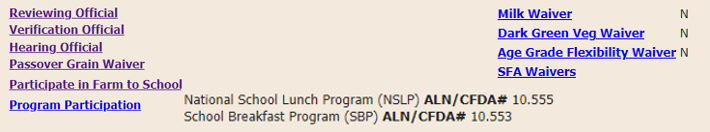 Reviewing Official
Verification Official
Hearing Official
Passover Grain Waiver
Participate in Farm to School
Milk Waiver N
Dark Green Veg Waiver N
Age Grade Flexibility Waiver N
SFA Waivers
Program Participation National School Lunch Program (NSLP) ALN/CFDA# 10.555
School Breakfast Program (SBP) ALN/CFDA# 10.553